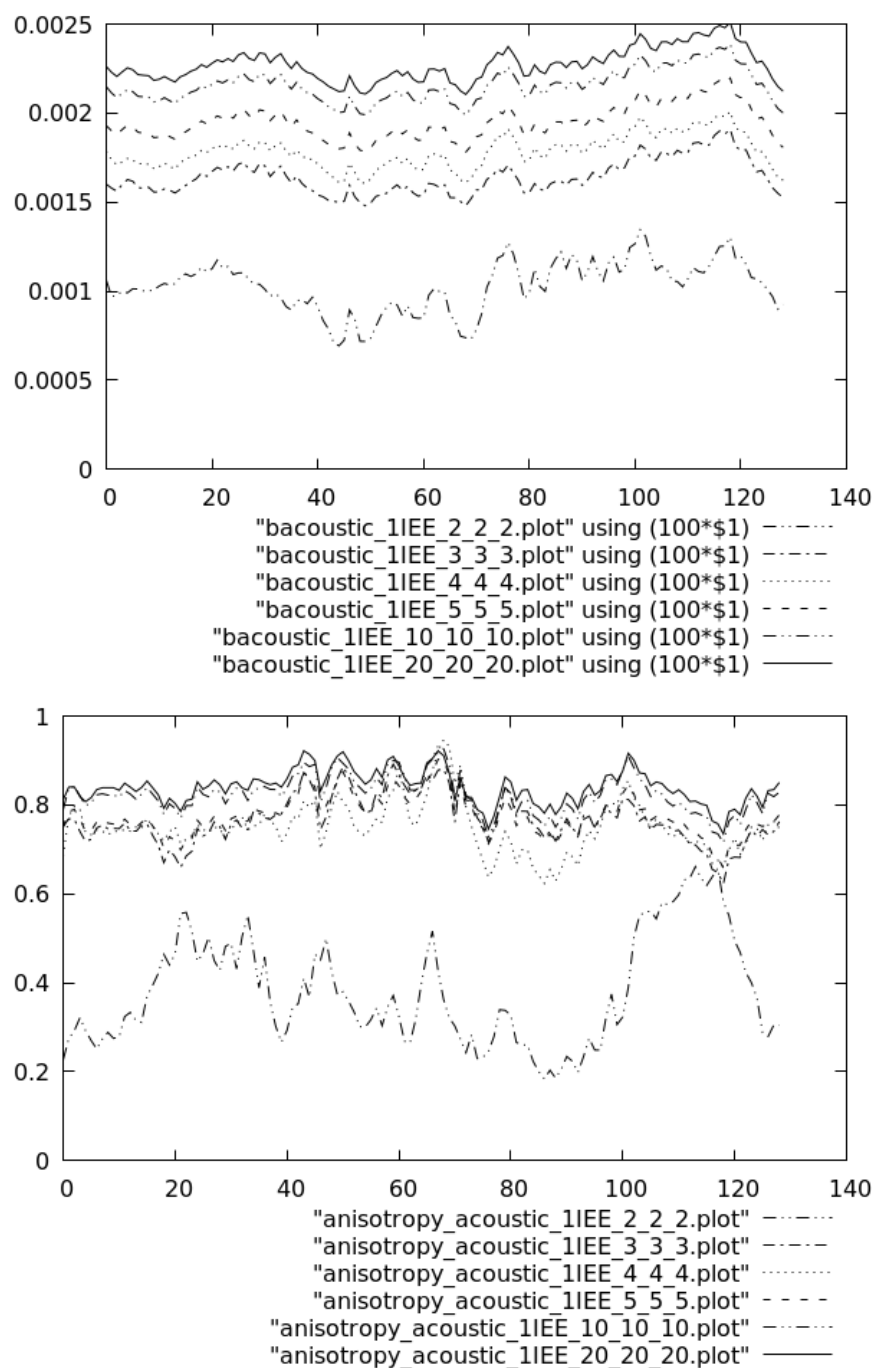 0.0025
0.002
0.0015
0.001
0.0005
0
0 20 40 60 80 100 120 140
"bacoustic_1IEE_2_2_2.plot" using (100*$1)
"bacoustic_1IEE_3_3_3.plot" using (100*$1)
"bacoustic_1IEE_4_4_4.plot" using (100*$1)
"bacoustic_1IEE_5_5_5.plot" using (100*$1)
"bacoustic_1IEE_10_10_10.plot" using (100*$1)
"bacoustic_1IEE_20_20_20.plot" using (100*$1)
1
0.8
0.6
0.4
0.2
0
0 20 40 60 80 100 120 140
"anisotropy_acoustic_1IEE_2_2_2.plot"
"anisotropy_acoustic_1IEE_3_3_3.plot"
"anisotropy_acoustic_1IEE_4_4_4.plot"
"anisotropy_acoustic_1IEE_5_5_5.plot"
"anisotropy_acoustic_1IEE_10_10_10.plot"
"anisotropy_acoustic_1IEE_20_20_20.plot"